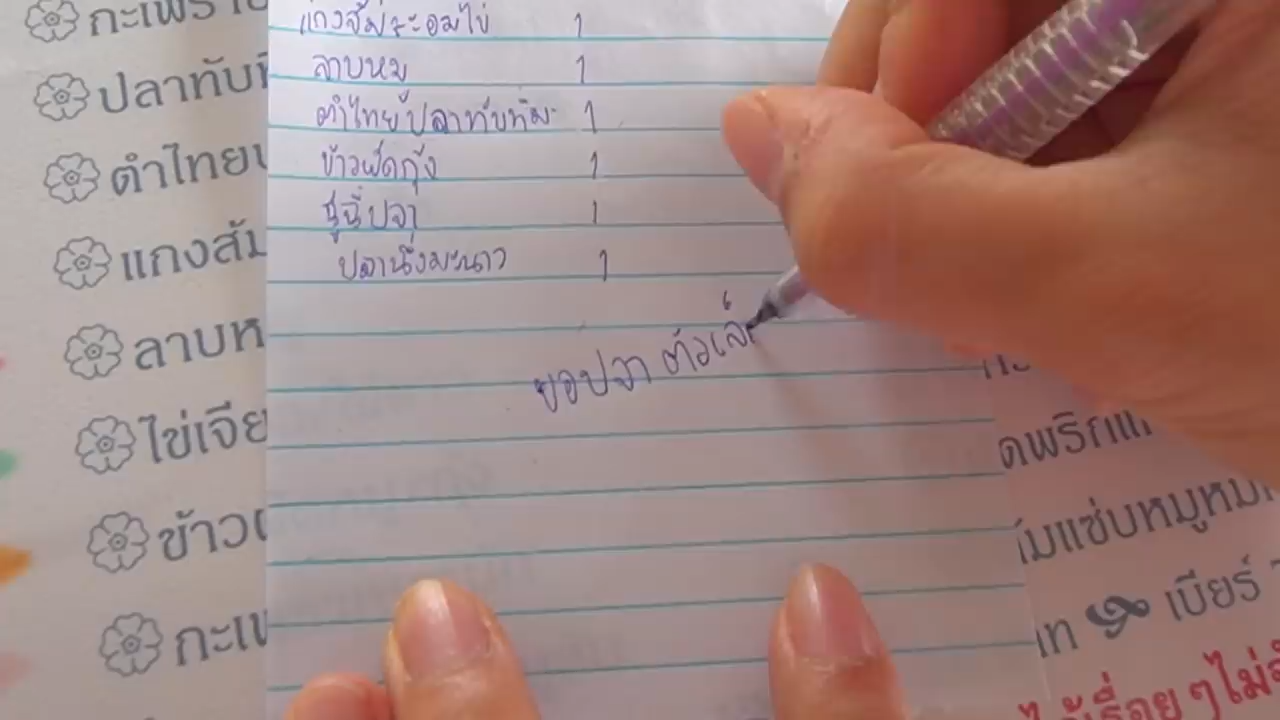 กะเพรา
แกงส้มชะอมไข่ 1
ปลาทับทิ
ลาบหมู 1
ตำไทยปลาทับทิม 1
ตำไทย
ข้าวผัดกุ้ง 1
ฉู่ฉี่ปลา 1
แกงส้ม
ปลานึ่งมะนาว 1
ลาบห
ขอปลา ตัวเล็
ไข่เจีย
ดพริกแก
ข้าว
มแซ่บหมูหม
กะเ
เบียร์